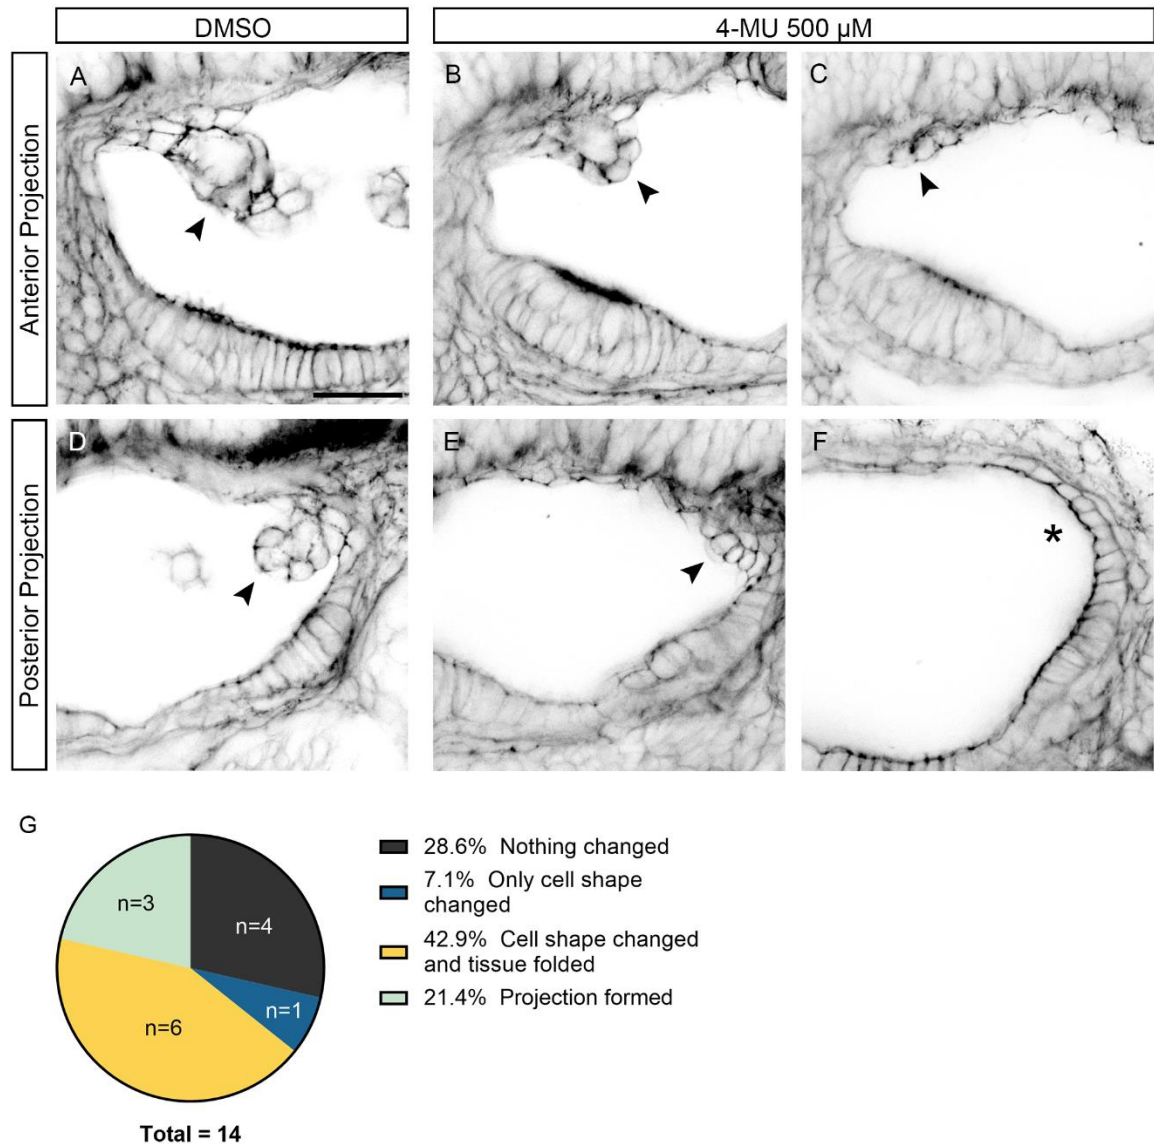 DMSO
4-MU 500 µM
Anterior Projection
A
B
C
Posterior Projection
D
E
F
*
G
n=3
n=4
n=1
n=6
Total = 14
28.6% Nothing changed
7.1% Only cell shape
changed
42.9% Cell shape changed
and tissue folded
21.4% Projection formed